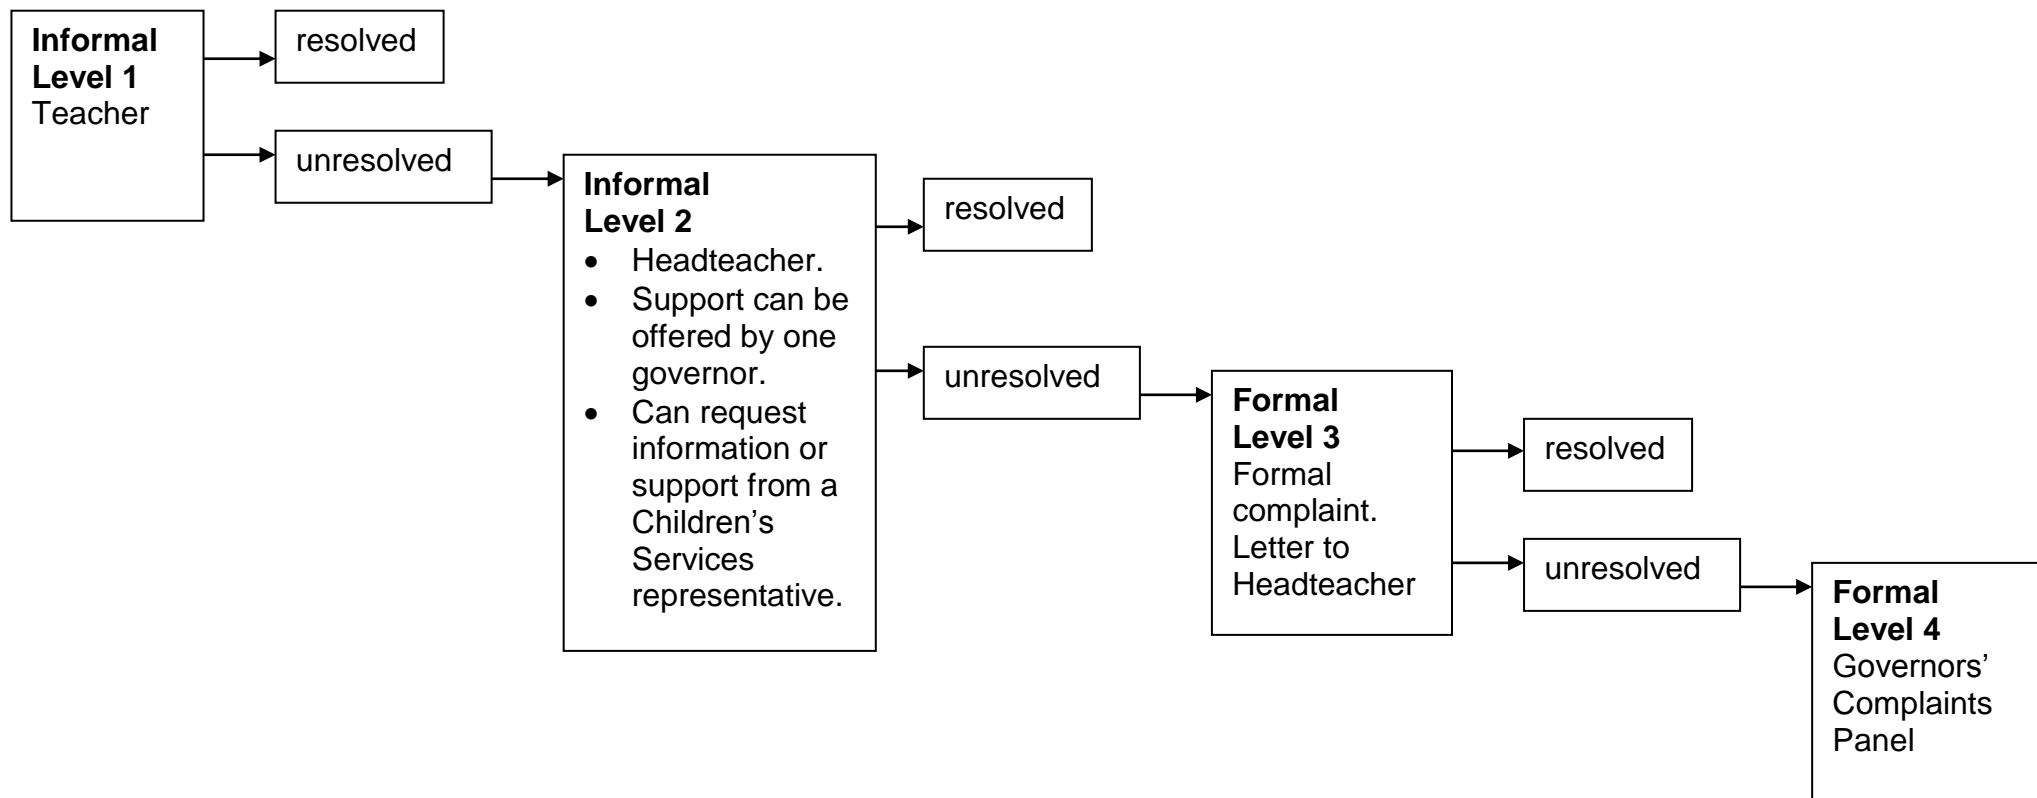 Informal
Level 1
Teacher
resolved
unresolved
Informal
Level 2
• Headteacher.
• Support can be
offered by one
governor.
• Can request
information or
support from a
Children’s
Services
representative.
resolved
unresolved
Formal
Level 3
Formal
complaint.
Letter to
Headteacher
resolved
unresolved
Formal
Level 4
Governors’
Complaints
Panel